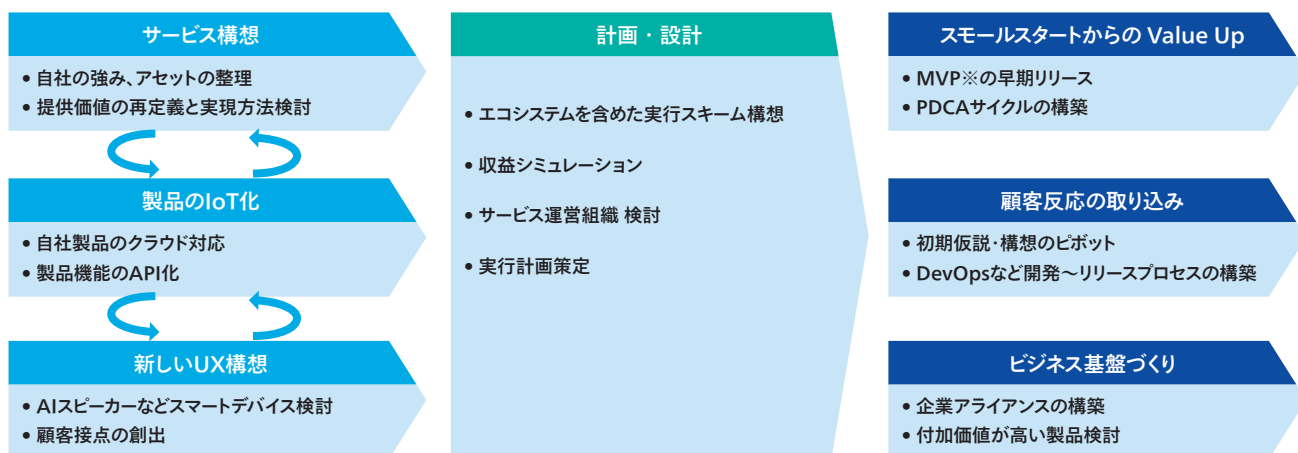 サービス構想
• 自社の強み、アセットの整理
• 提供価値の再定義と実現方法検討
製品のIoT化
• 自社製品のクラウド対応
• 製品機能のAPI化
新しいUX構想
• AIスピーカーなどスマートデバイス検討
• 顧客接点の創出
計画・設計
• エコシステムを含めた実行スキーム構想
• 収益シミュレーション
• サービス運営組織 検討
• 実行計画策定
スモールスタートからの Value Up
• MVP※の早期リリース
• PDCAサイクルの構築
顧客反応の取り込み
• 初期仮説・構想のピボット
• DevOpsなど開発～リリースプロセスの構築
ビジネス基盤づくり
• 企業アライアンスの構築
• 付加価値が高い製品検討